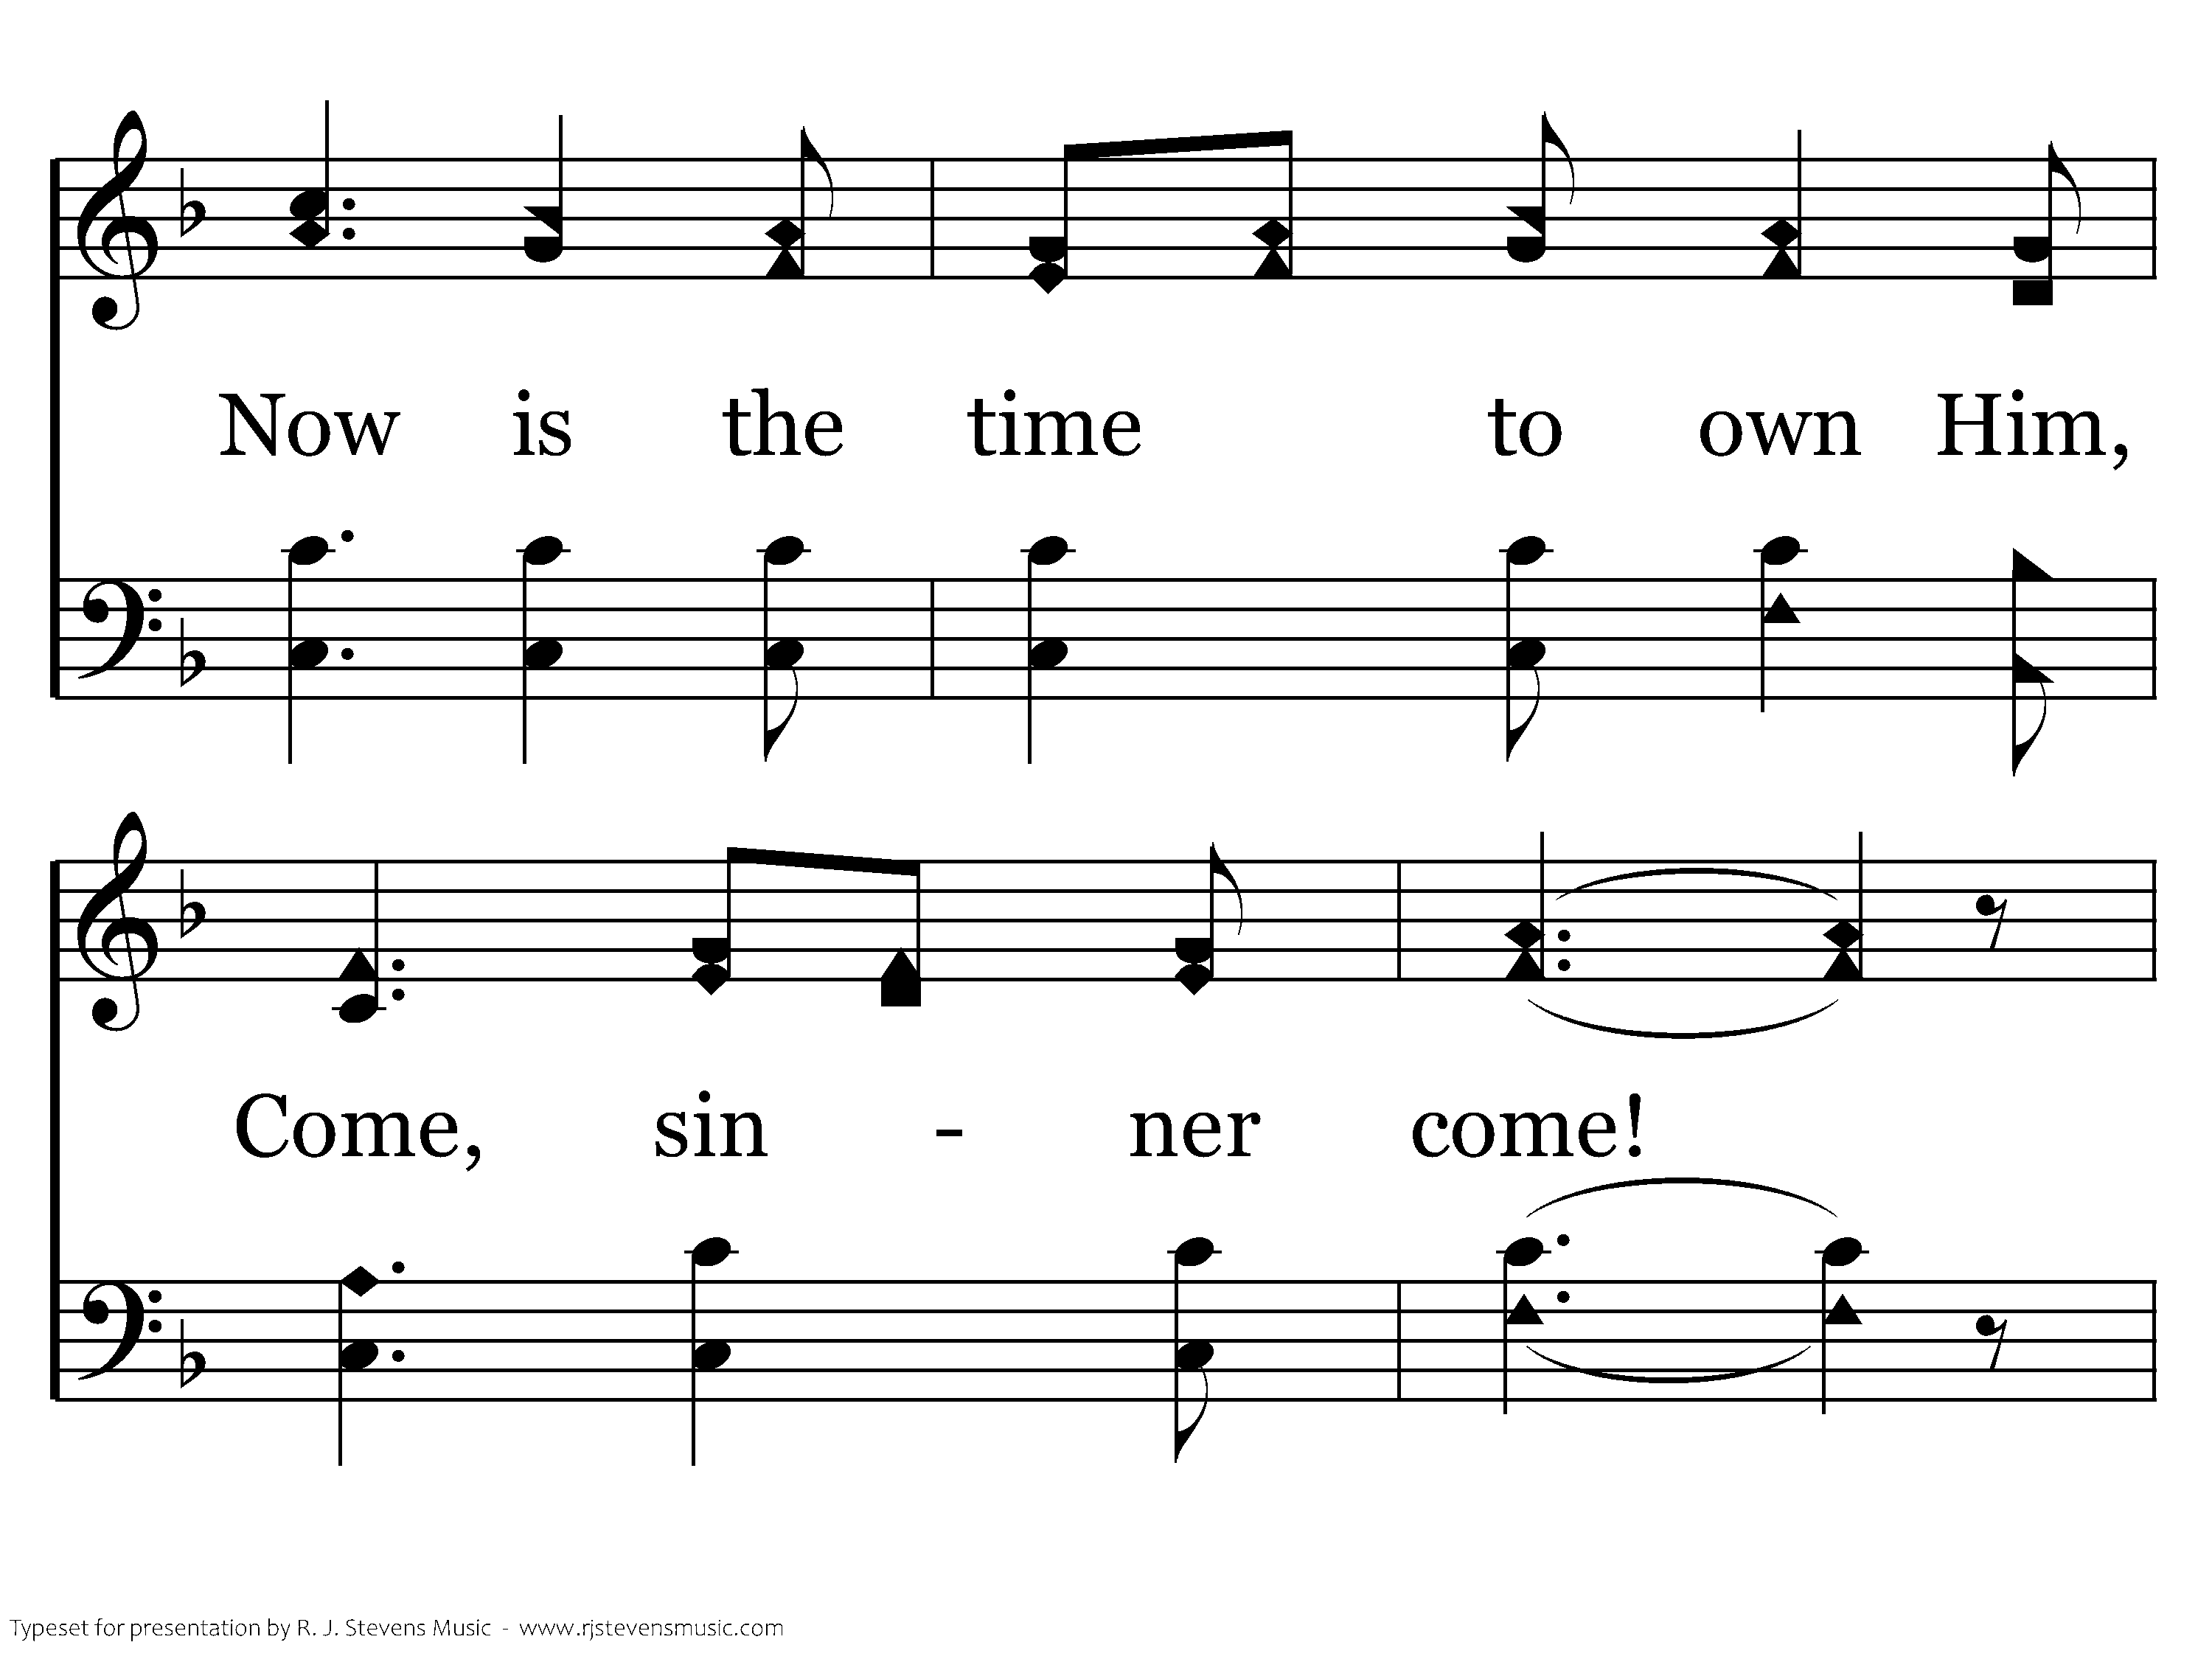 Now is the time to own Him,
Come, sin - ner come!
Typeset for presentation by R. J. Stevens Music - www.rjstevensmusic.com